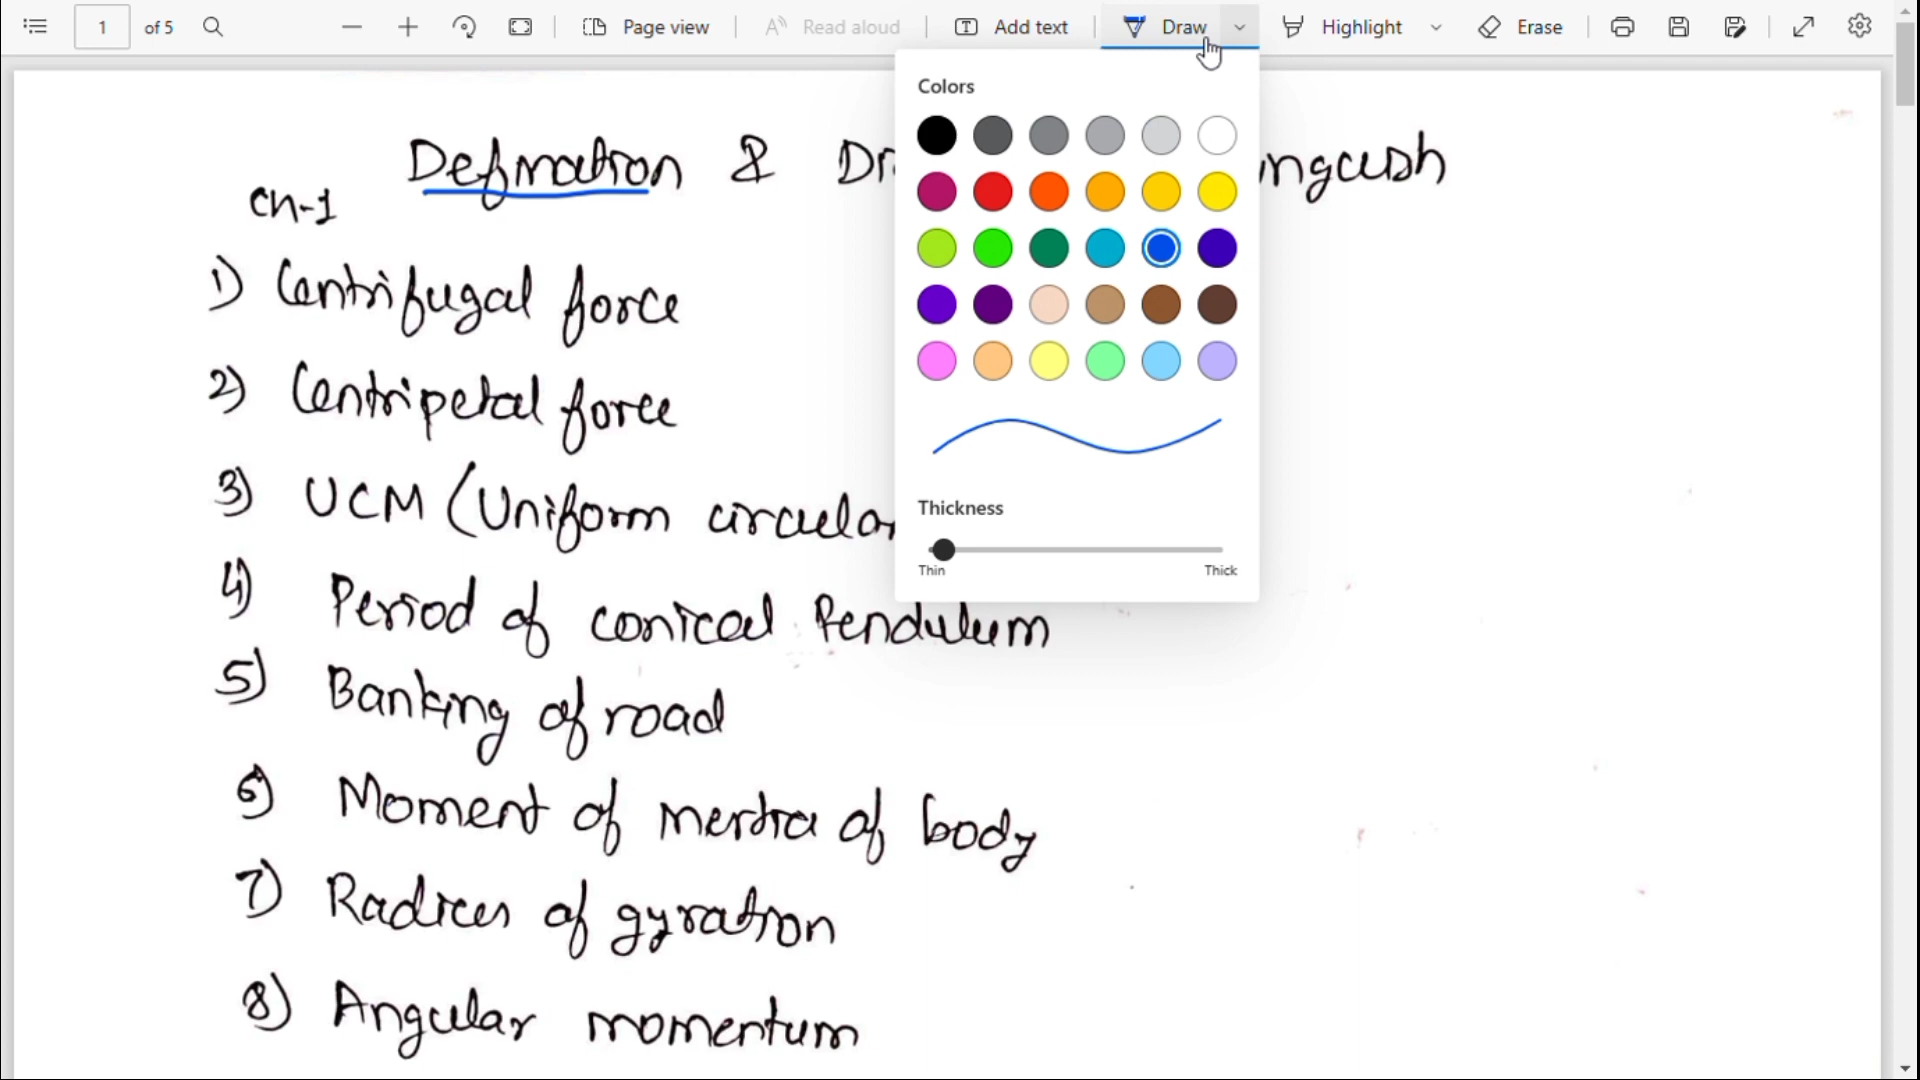 1 of 5 Page view Read aloud Add text Draw Highlight Erase
Colors
Defination & D ngush
Ch-1
1) Centrifugal force
2) Centripetal force
3) UCM (Uniform circular
Thickness
Thin Thick
4) Period of conical Pendulum
5) Banking of road
6) Moment of inertia of body
7) Radius of gyration
8) Angular momentum